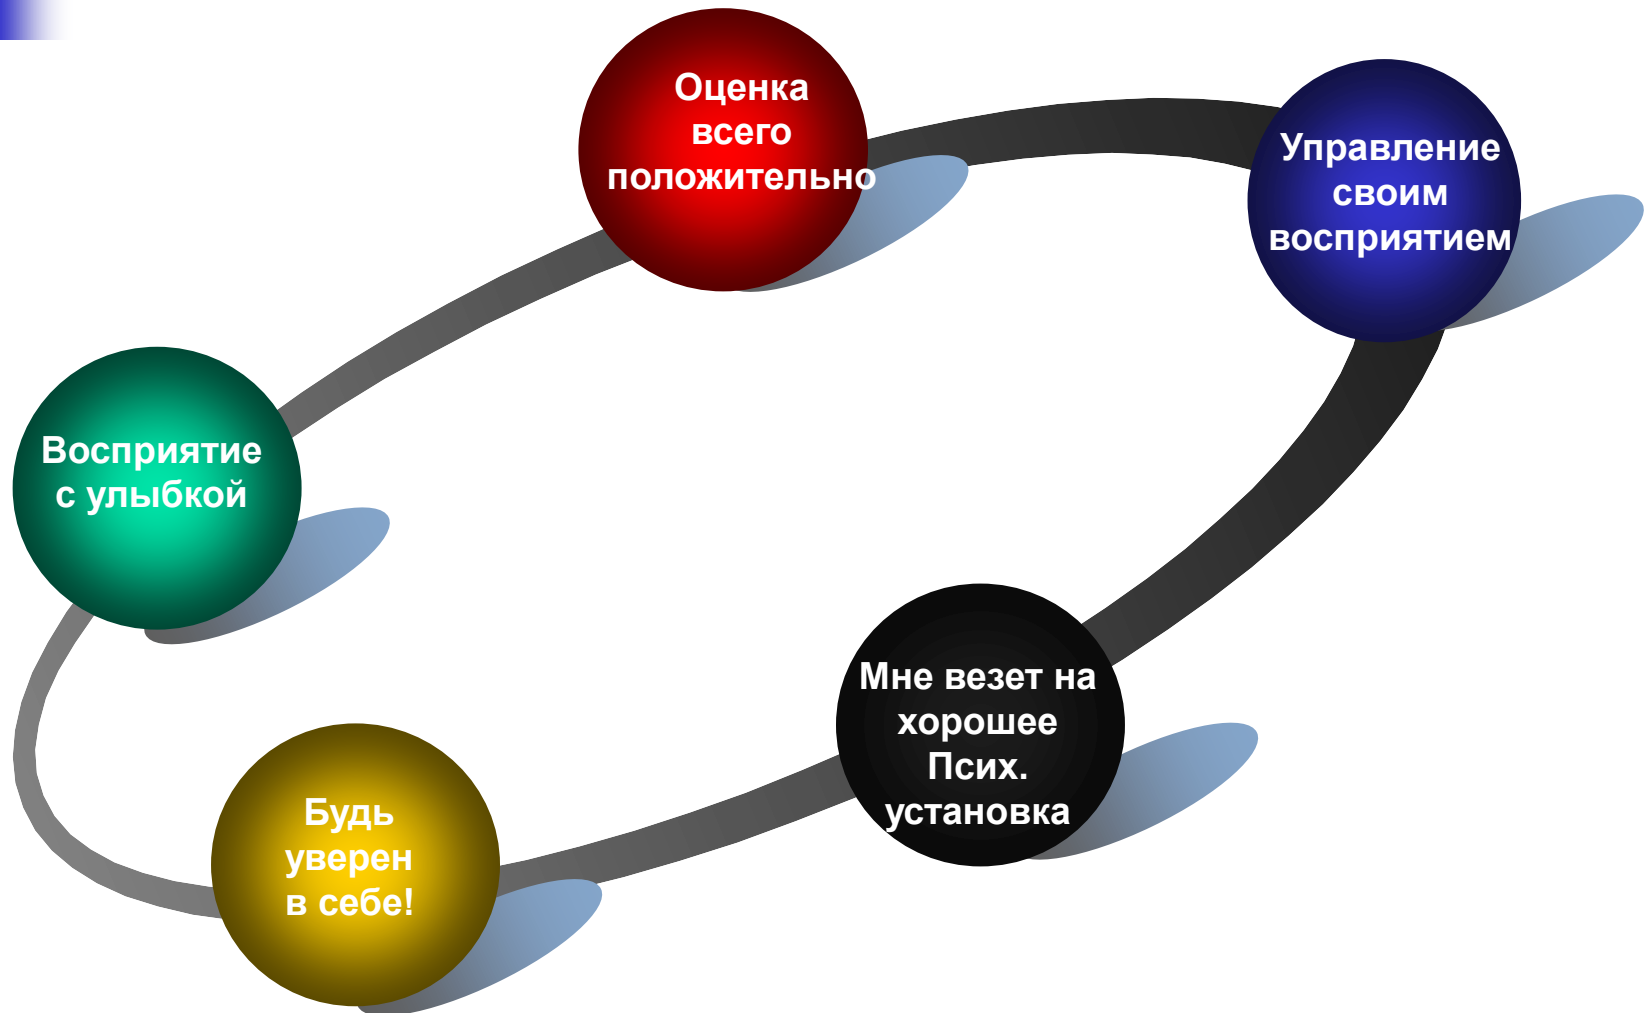 Оценка
всего
положительно
Управление
своим
восприятием
Восприятие
с улыбкой
Мне везет на
хорошее
Псих.
установка
Будь
уверен
в себе!